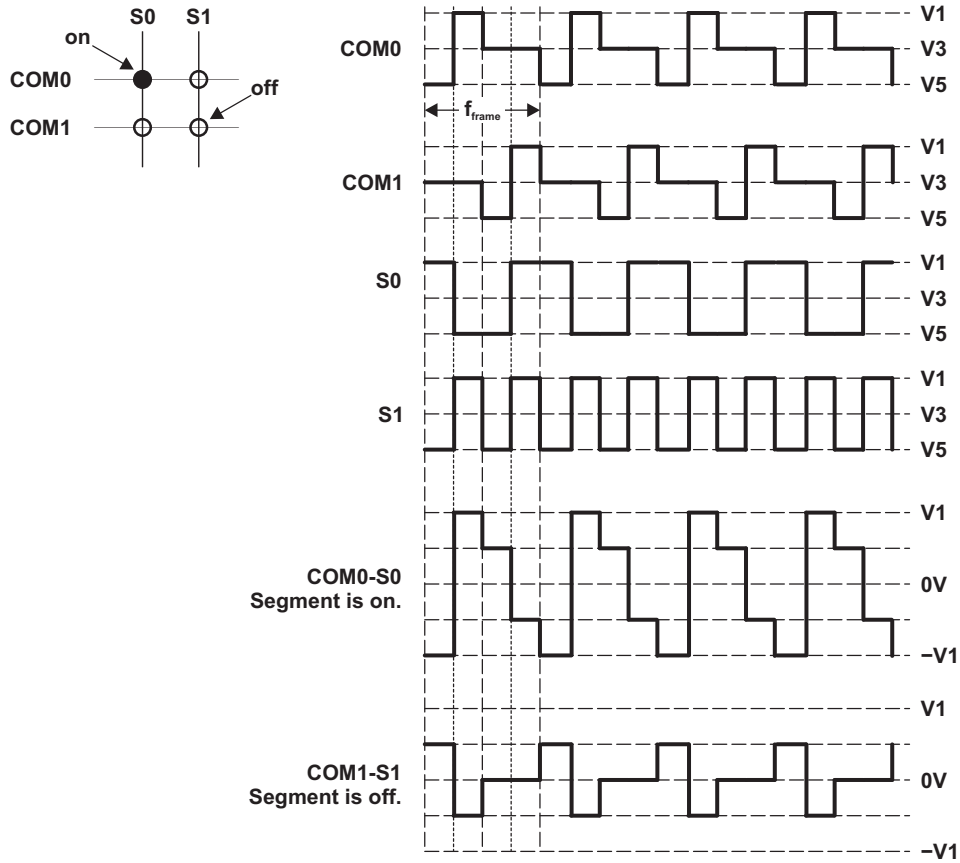 S0 S1
on
COM0
off
COM1
COM0
V1
V3
V5
fframe
COM1
V1
V3
V5
S0
V1
V3
V5
S1
V1
V3
V5
COM0-S0
Segment is on.
V1
0V
−V1
COM1-S1
Segment is off.
V1
0V
−V1